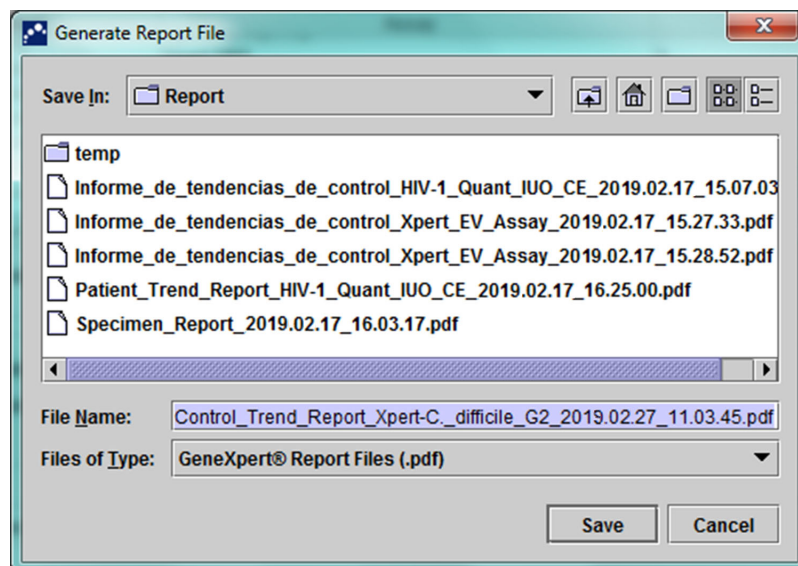 Generate Report File
Save In: Report
temp
Informe_de_tendencias_de_control_HIV-1_Quant_IUO_CE_2019.02.17_15.07.03
Informe_de_tendencias_de_control_Xpert_EV_Assay_2019.02.17_15.27.33.pdf
Informe_de_tendencias_de_control_Xpert_EV_Assay_2019.02.17_15.28.52.pdf
Patient_Trend_Report_HIV-1_Quant_IUO_CE_2019.02.17_16.25.00.pdf
Specimen_Report_2019.02.17_16.03.17.pdf
File Name: Control_Trend_Report_Xpert-C._difficile_G2_2019.02.27_11.03.45.pdf
Files of Type: GeneXpert® Report Files (.pdf)
Save Cancel